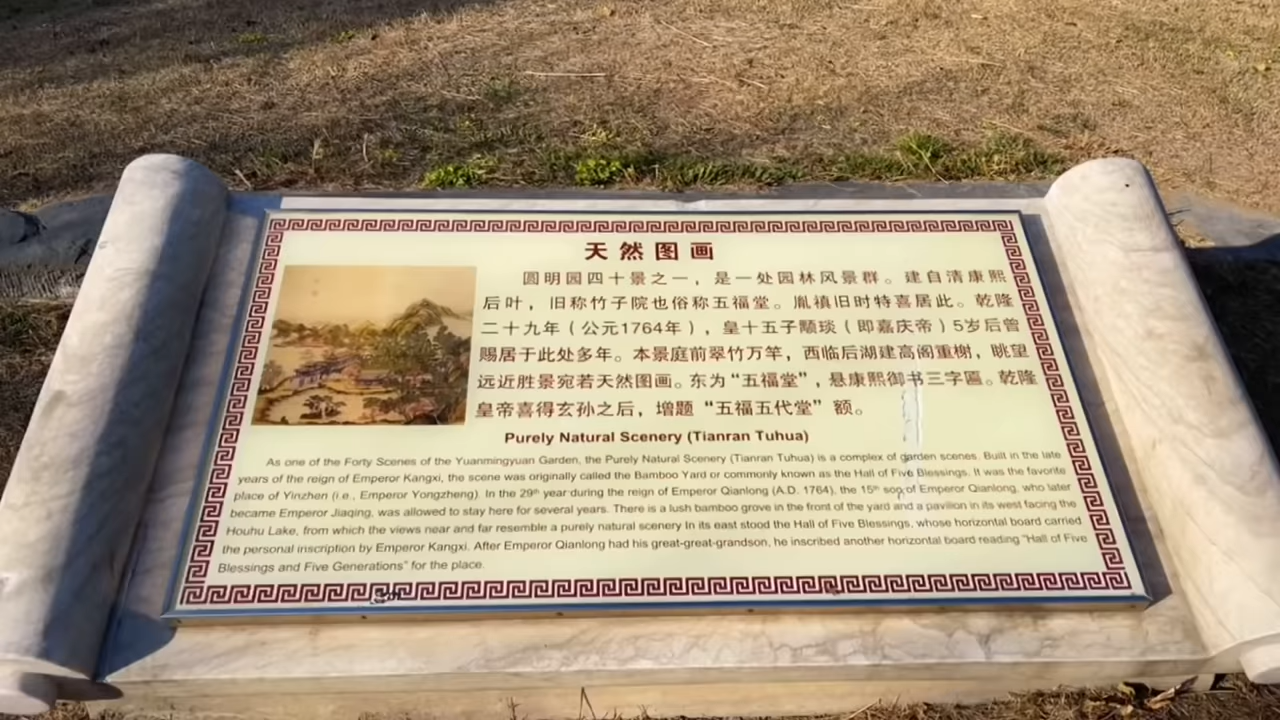 天然图画
圆明园四十景之一，是一处园林风景群。建自清康熙
后叶，旧称竹子院也俗称五福堂。胤禛旧时特喜居此。乾隆
二十九年（公元1764年），皇十五子颙琰（即嘉庆帝）5岁后曾
赐居于此处多年。本景庭前翠竹万竿，西临后湖建高阁重榭，眺望
远近胜景宛若天然图画。东为“五福堂”，悬康熙御书三字匾。乾隆
皇帝喜得玄孙之后，增题“五福五代堂”额。
Purely Natural Scenery (Tianran Tuhua)
As one of the Forty Scenes of the Yuanmingyuan Garden, the Purely Natural Scenery (Tianran Tuhua) is a complex of garden scenes. Built in the late
years of the reign of Emperor Kangxi, the scene was originally called the Bamboo Yard or commonly known as the Hall of Five Blessings. It was the favorite
place of Yinzhen (i.e., Emperor Yongzheng). In the 29th year during the reign of Emperor Qianlong (A.D. 1764), the 15th son of Emperor Qianlong, who later
became Emperor Jiaqing, was allowed to stay here for several years. There is a lush bamboo grove in the front of the yard and a pavilion in its west facing the
Houhu Lake, from which the views near and far resemble a purely natural scenery In its east stood the Hall of Five Blessings, whose horizontal board carried
the personal inscription by Emperor Kangxi. After Emperor Qianlong had his great-great-grandson, he inscribed another horizontal board reading "Hall of Five
Blessings and Five Generations" for the place.